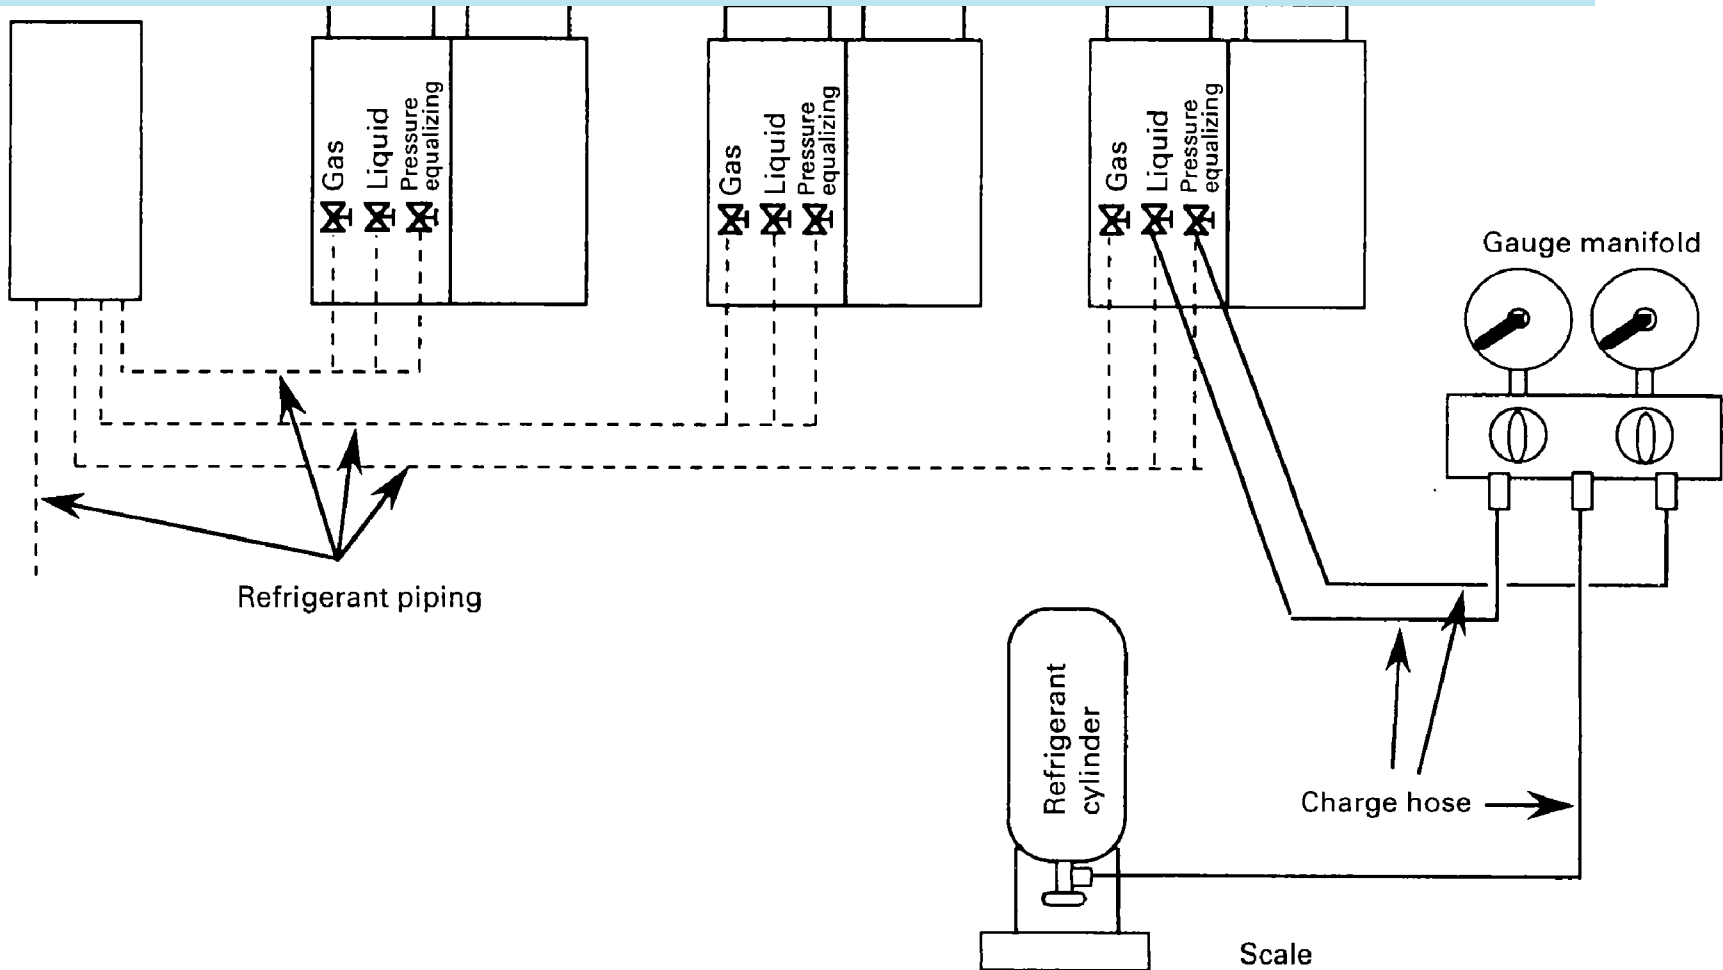 Gas
Liquid
Pressure
equalizing
Gas
Liquid
Pressure
equalizing
Gas
Liquid
Pressure
equalizing
Gauge manifold
Refrigerant piping
Refrigerant
cylinder
Charge hose
Scale